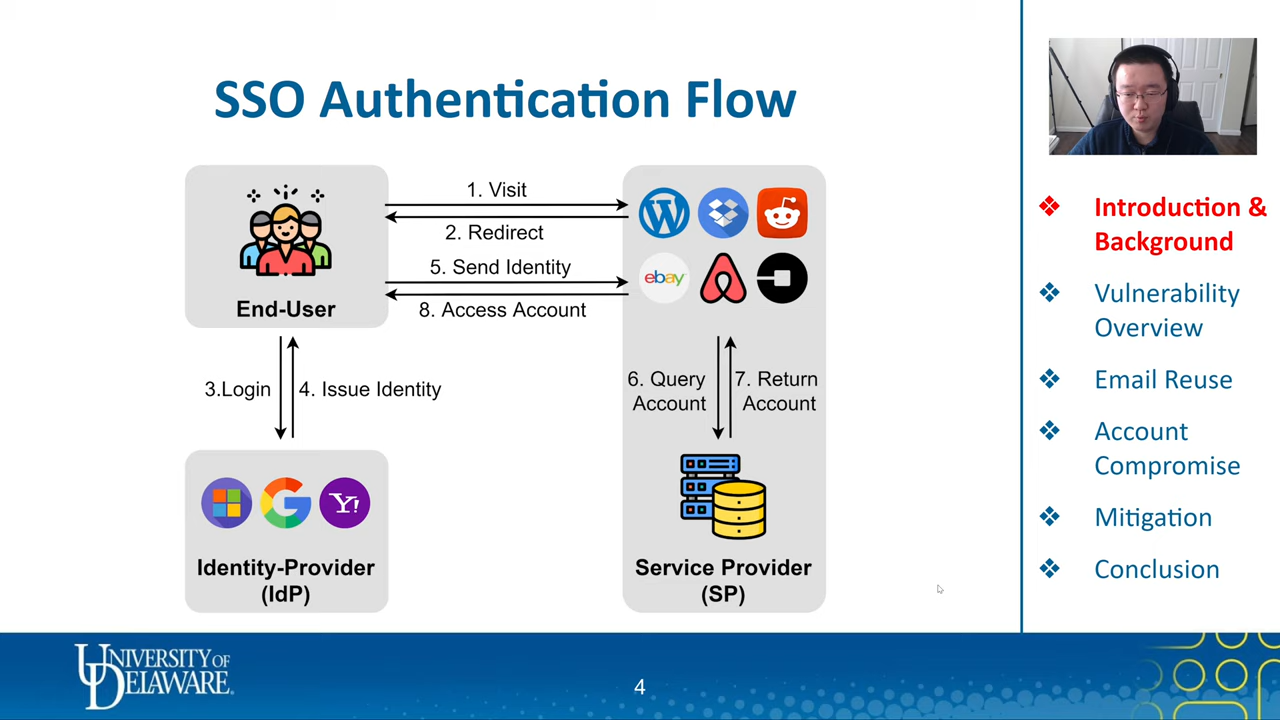 SSO Authentication Flow
1. Visit
2. Redirect
5. Send Identity
8. Access Account
End-User
ebay
3.Login
4. Issue Identity
6. Query
Account
7. Return
Account
Y!
Identity-Provider
(IdP)
Service Provider
(SP)
❖ Introduction &
Background
❖ Vulnerability
Overview
❖ Email Reuse
❖ Account
Compromise
❖ Mitigation
❖ Conclusion
UNIVERSITY OF
DELAWARE
4